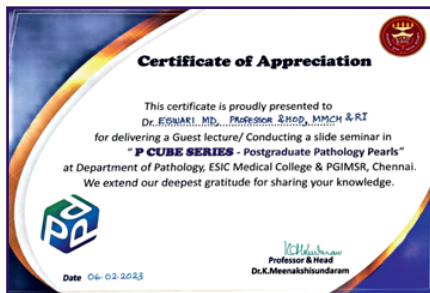 Certificate of Appreciation
This certificate is proudly presented to
Dr. ESWARI MD, PROFESSOR & HOD, MMCH & RI
for delivering a Guest lecture/ Conducting a slide seminar in
"P CUBE SERIES - Postgraduate Pathology Pearls"
at Department of Pathology, ESIC Medical College & PGIMSR, Chennai.
We extend our deepest gratitude for sharing your knowledge.
Professor & Head
Dr.K.Meenakshisundaram
Date 06-02-2023